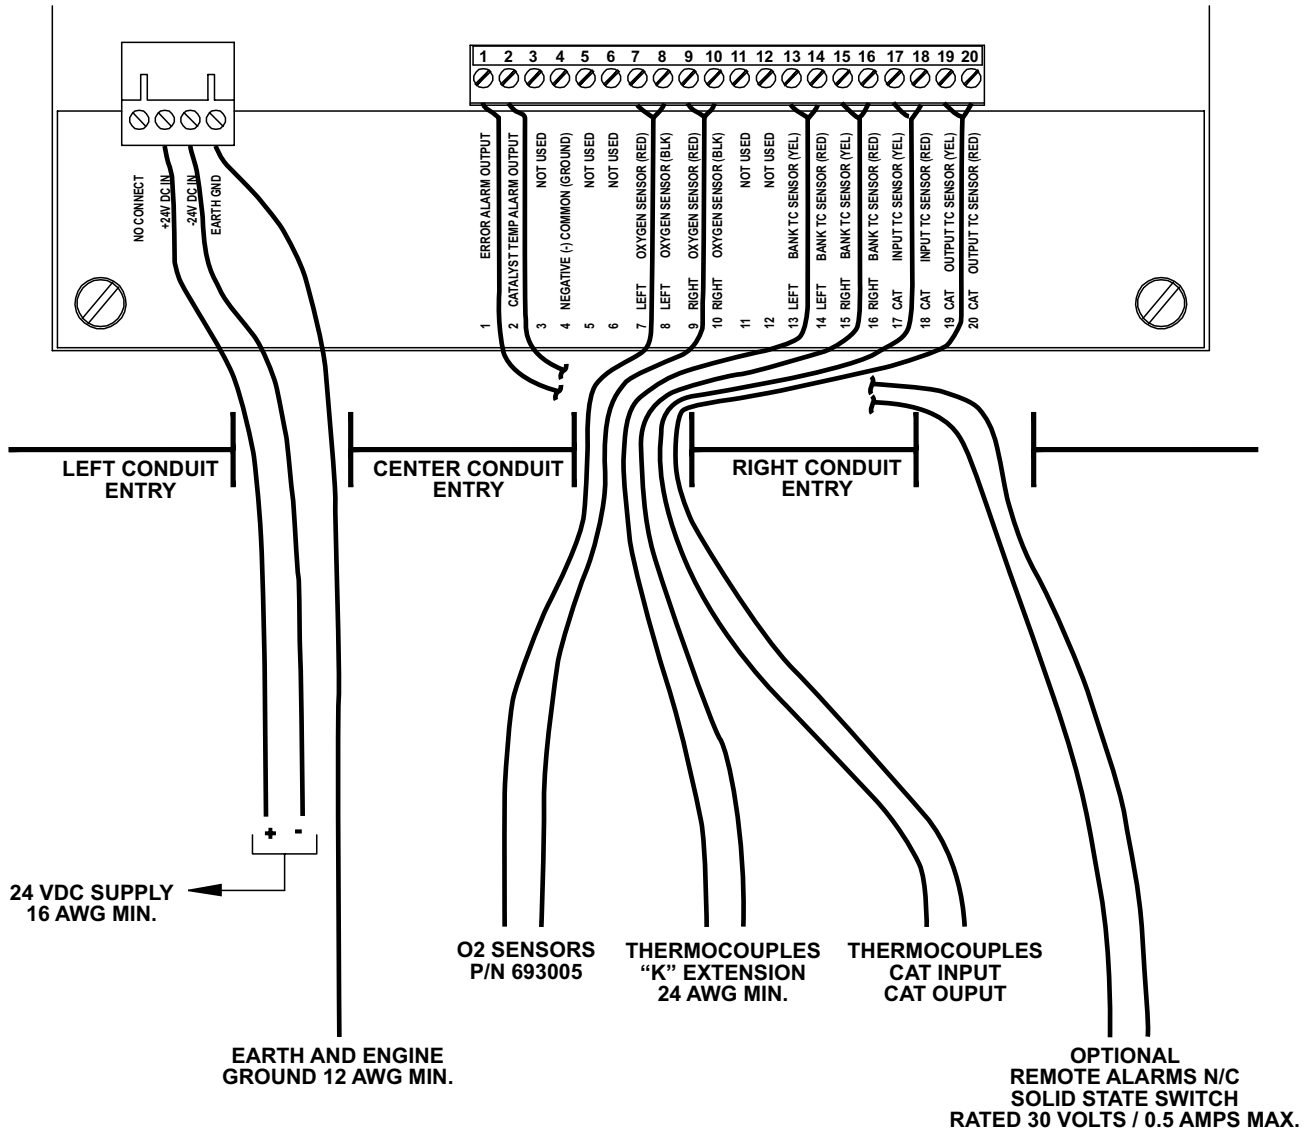 1 2 3 4 5 6 7 8 9 10 11 12 13 14 15 16 17 18 19 20
NO CONNECT
+24V DC IN
-24V DC IN
EARTH GND
1 ERROR ALARM OUTPUT
2 CATALYST TEMP ALARM OUTPUT
3 NOT USED
4 NEGATIVE (-) COMMON (GROUND)
5 NOT USED
6 NOT USED
7 LEFT OXYGEN SENSOR (RED)
8 LEFT OXYGEN SENSOR (BLK)
9 RIGHT OXYGEN SENSOR (RED)
10 RIGHT OXYGEN SENSOR (BLK)
11 NOT USED
12 NOT USED
13 LEFT BANK TC SENSOR (YEL)
14 LEFT BANK TC SENSOR (RED)
15 RIGHT BANK TC SENSOR (YEL)
16 RIGHT BANK TC SENSOR (RED)
17 CAT INPUT TC SENSOR (YEL)
18 CAT INPUT TC SENSOR (RED)
19 CAT OUTPUT TC SENSOR (YEL)
20 CAT OUTPUT TC SENSOR (RED)
LEFT CONDUIT
ENTRY
CENTER CONDUIT
ENTRY
RIGHT CONDUIT
ENTRY
+ -
24 VDC SUPPLY
16 AWG MIN.
O2 SENSORS
P/N 693005
THERMOCOUPLES
“K” EXTENSION
24 AWG MIN.
THERMOCOUPLES
CAT INPUT
CAT OUPUT
EARTH AND ENGINE
GROUND 12 AWG MIN.
OPTIONAL
REMOTE ALARMS N/C
SOLID STATE SWITCH
RATED 30 VOLTS / 0.5 AMPS MAX.